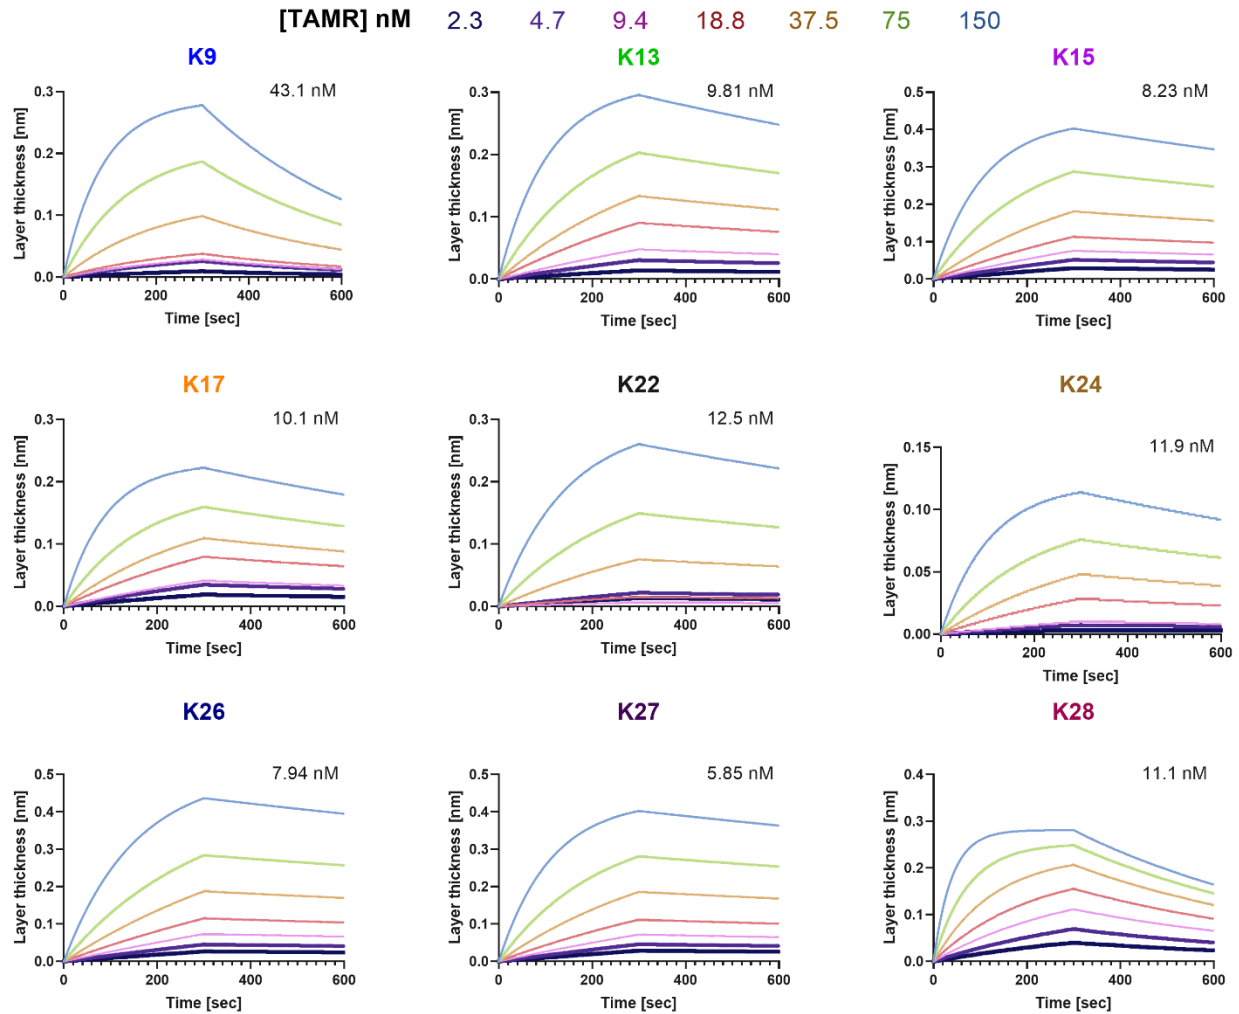 [TAMR] nM 2.3 4.7 9.4 18.8 37.5 75 150
K9
43.1 nM
Layer thickness [nm]
0.3
0.2
0.1
0.0
0 200 400 600
Time [sec]
K13
9.81 nM
Layer thickness [nm]
0.3
0.2
0.1
0.0
0 200 400 600
Time [sec]
K15
8.23 nM
Layer thickness [nm]
0.5
0.4
0.3
0.2
0.1
0.0
0 200 400 600
Time [sec]
K17
10.1 nM
Layer thickness [nm]
0.3
0.2
0.1
0.0
0 200 400 600
Time [sec]
K22
12.5 nM
Layer thickness [nm]
0.3
0.2
0.1
0.0
0 200 400 600
Time [sec]
K24
11.9 nM
Layer thickness [nm]
0.15
0.10
0.05
0.00
0 200 400 600
Time [sec]
K26
7.94 nM
Layer thickness [nm]
0.5
0.4
0.3
0.2
0.1
0.0
0 200 400 600
Time [sec]
K27
5.85 nM
Layer thickness [nm]
0.5
0.4
0.3
0.2
0.1
0.0
0 200 400 600
Time [sec]
K28
11.1 nM
Layer thickness [nm]
0.4
0.3
0.2
0.1
0.0
0 200 400 600
Time [sec]